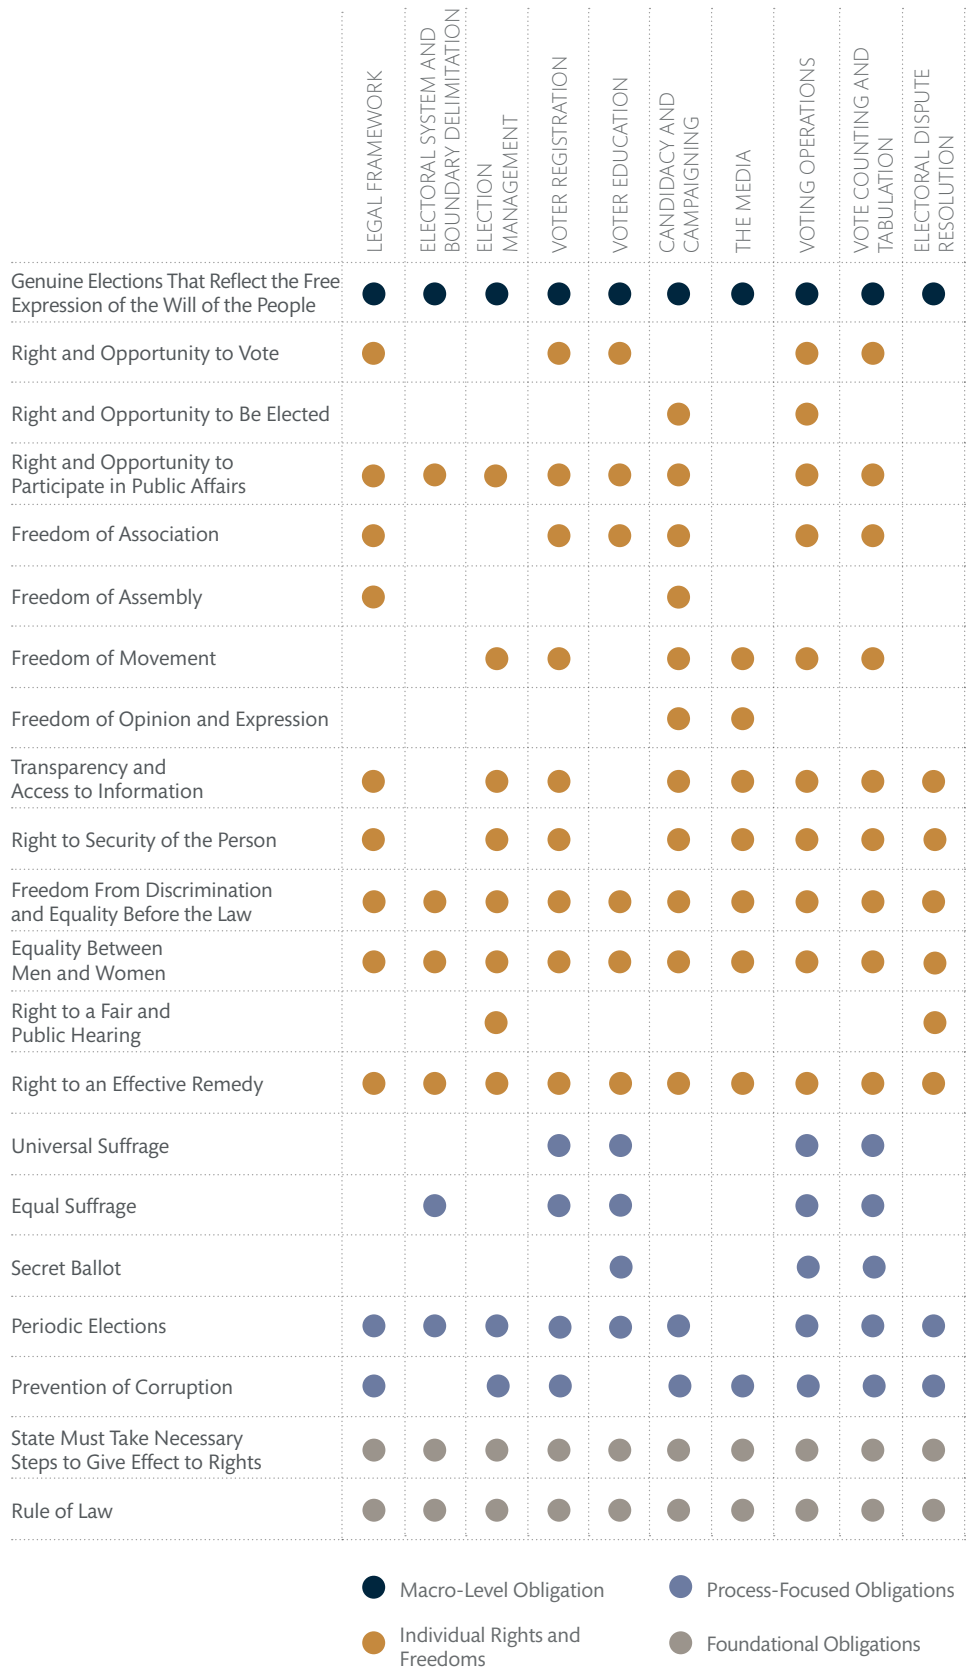 LEGAL FRAMEWORK
ELECTORAL SYSTEM AND
BOUNDARY DELIMITATION
ELECTION
MANAGEMENT
VOTER REGISTRATION
VOTER EDUCATION
CANDIDACY AND
CAMPAIGNING
THE MEDIA
VOTING OPERATIONS
VOTE COUNTING AND
TABULATION
ELECTORAL DISPUTE
RESOLUTION
Genuine Elections That Reflect the Free
Expression of the Will of the People
Right and Opportunity to Vote
Right and Opportunity to Be Elected
Right and Opportunity to
Participate in Public Affairs
Freedom of Association
Freedom of Assembly
Freedom of Movement
Freedom of Opinion and Expression
Transparency and
Access to Information
Right to Security of the Person
Freedom From Discrimination
and Equality Before the Law
Equality Between
Men and Women
Right to a Fair and
Public Hearing
Right to an Effective Remedy
Universal Suffrage
Equal Suffrage
Secret Ballot
Periodic Elections
Prevention of Corruption
State Must Take Necessary
Steps to Give Effect to Rights
Rule of Law
Macro-Level Obligation
Process-Focused Obligations
Individual Rights and
Freedoms
Foundational Obligations